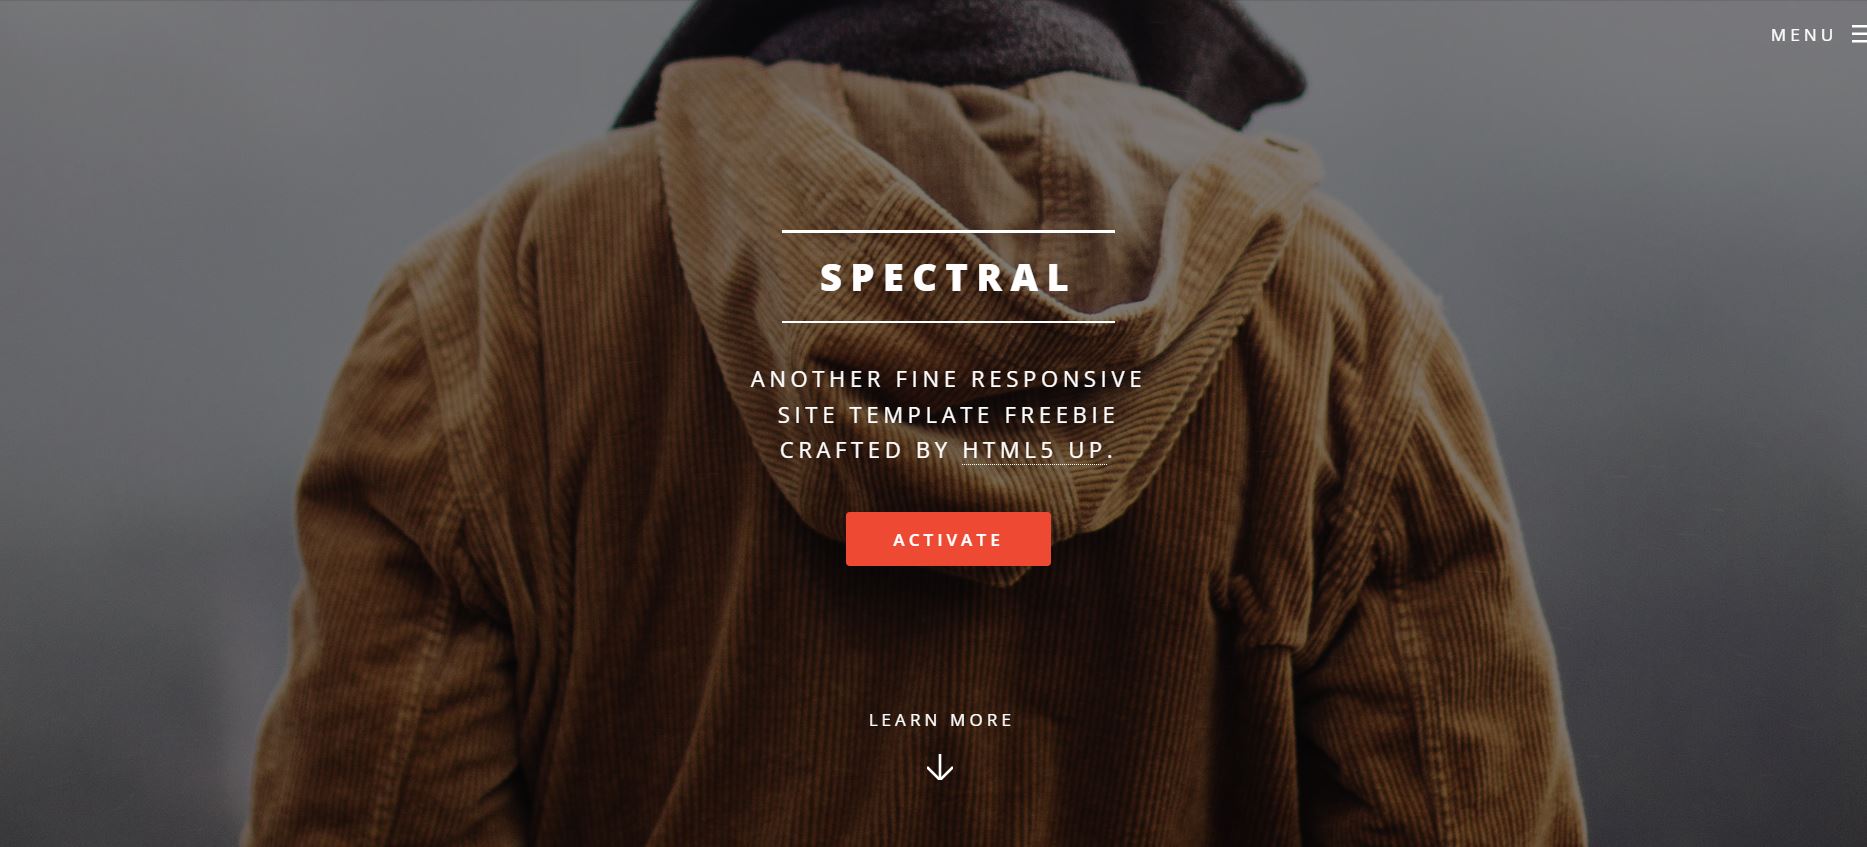 MENU
SPECTRAL
ANOTHER FINE RESPONSIVE
SITE TEMPLATE FREEBIE
CRAFTED BY HTML5 UP.
ACTIVATE
LEARN MORE